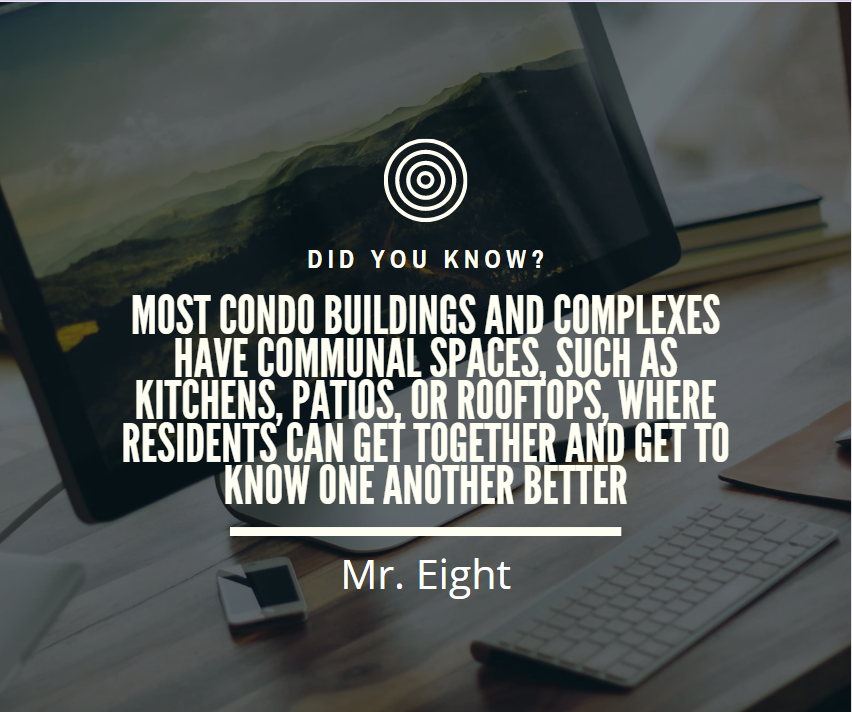 DID YOU KNOW?
MOST CONDO BUILDINGS AND COMPLEXES
HAVE COMMUNAL SPACES, SUCH AS
KITCHENS, PATIOS, OR ROOFTOPS, WHERE
RESIDENTS CAN GET TOGETHER AND GET TO
KNOW ONE ANOTHER BETTER
Mr. Eight